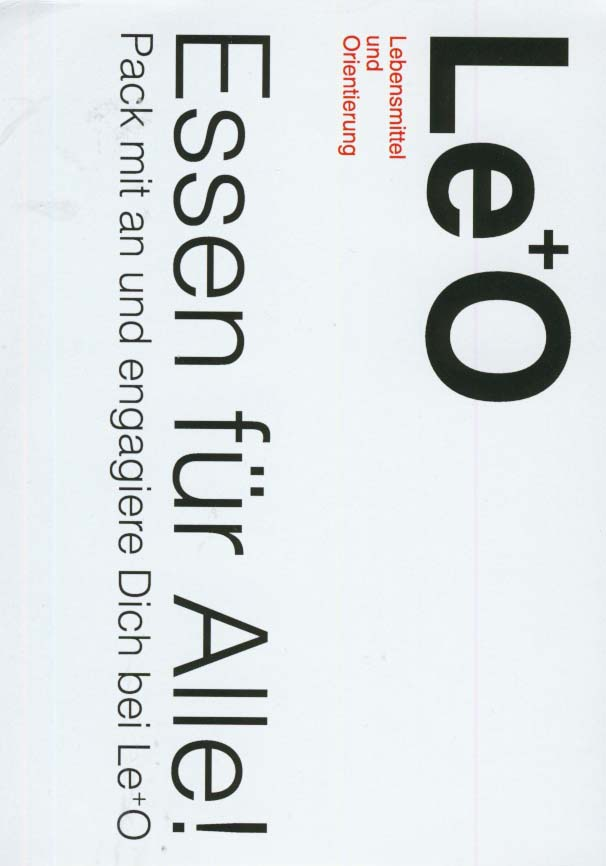 Le+O
Lebensmittel
und
Orientierung
Essen für Alle!
Pack mit an und engagiere Dich bei Le+O